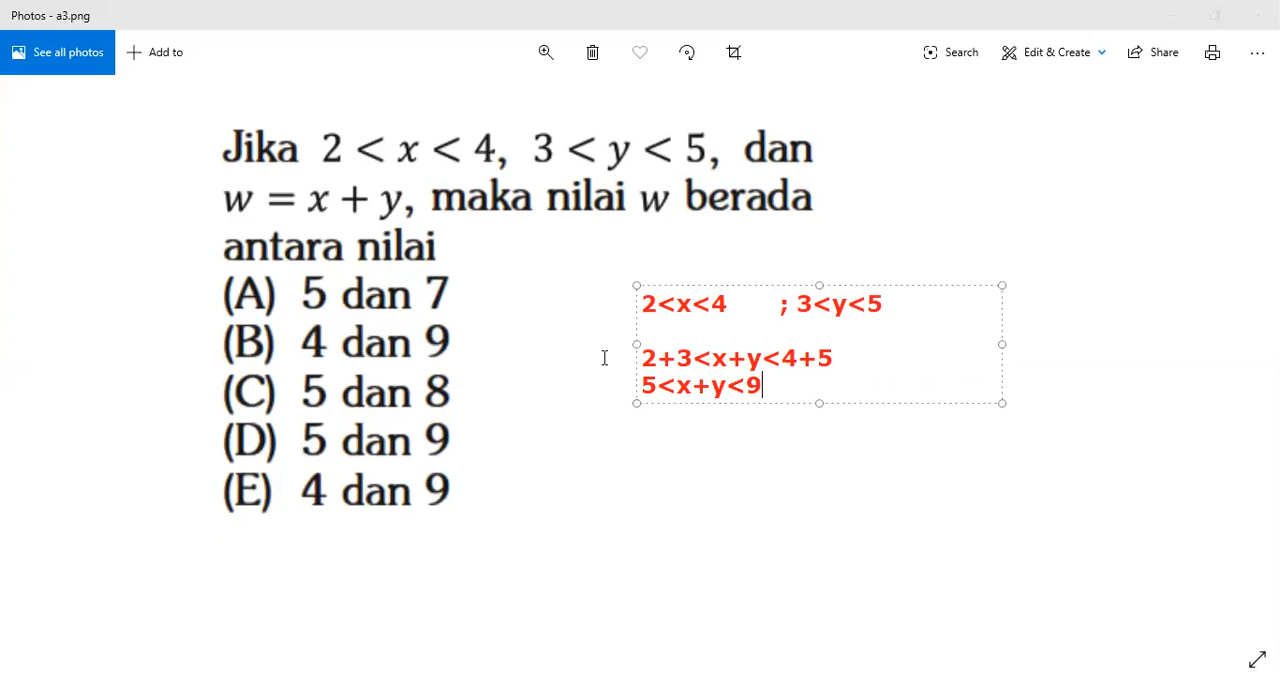 Photos - a3.png
See all photos
Add to
Search
Edit & Create
Share
Jika 2 < x < 4, 3 < y < 5, dan
w = x + y, maka nilai w berada
antara nilai
(A) 5 dan 7
(B) 4 dan 9
(C) 5 dan 8
(D) 5 dan 9
(E) 4 dan 9
2<x<4 ; 3<y<5
2+3<x+y<4+5
5<x+y<9